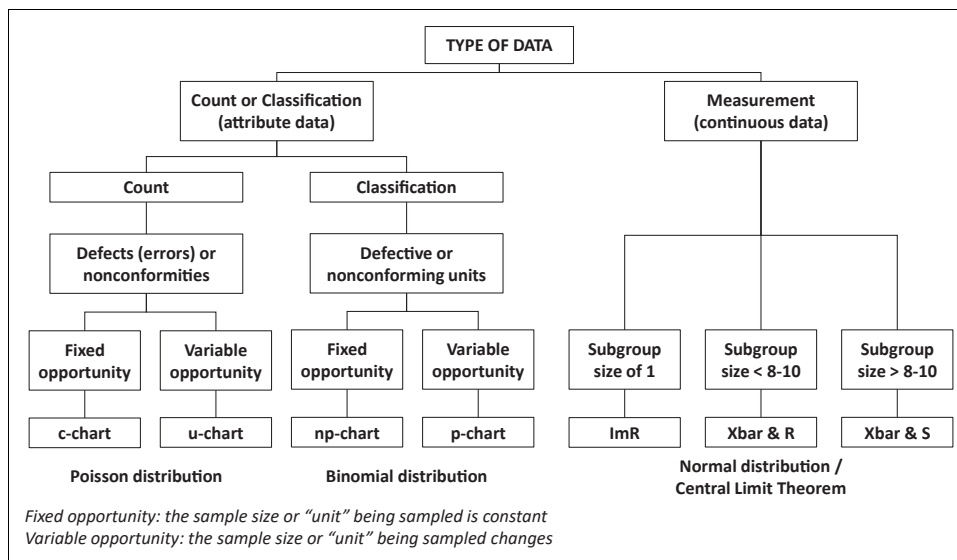 TYPE OF DATA
Count or Classification
(attribute data)
Measurement
(continuous data)
Count
Classification
Defects (errors) or
nonconformities
Defective or
nonconforming units
Fixed
opportunity
Variable
opportunity
Fixed
opportunity
Variable
opportunity
Subgroup
size of 1
Subgroup
size < 8-10
Subgroup
size > 8-10
c-chart
u-chart
np-chart
p-chart
ImR
Xbar & R
Xbar & S
Poisson distribution
Binomial distribution
Normal distribution /
Central Limit Theorem
Fixed opportunity: the sample size or “unit” being sampled is constant
Variable opportunity: the sample size or “unit” being sampled changes